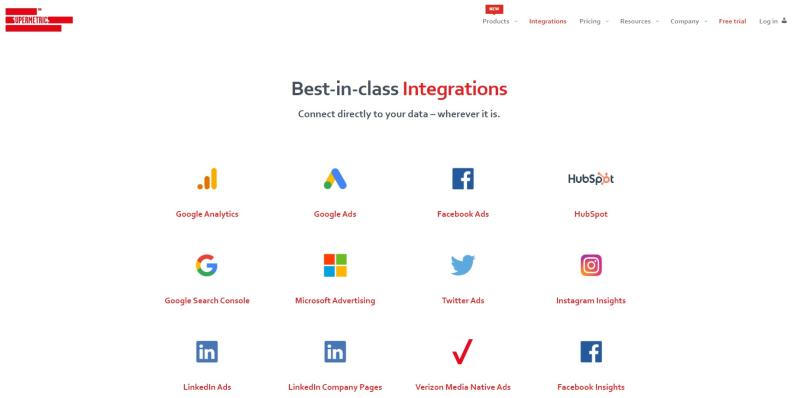 SUPERMETRICS
NEW
Products
Integrations
Pricing
Resources
Company
Free trial
Log in
Best-in-class Integrations
Connect directly to your data – wherever it is.
HubSpot
Google Analytics
Google Ads
Facebook Ads
HubSpot
Google Search Console
Microsoft Advertising
Twitter Ads
Instagram Insights
in
in
LinkedIn Ads
LinkedIn Company Pages
Verizon Media Native Ads
Facebook Insights